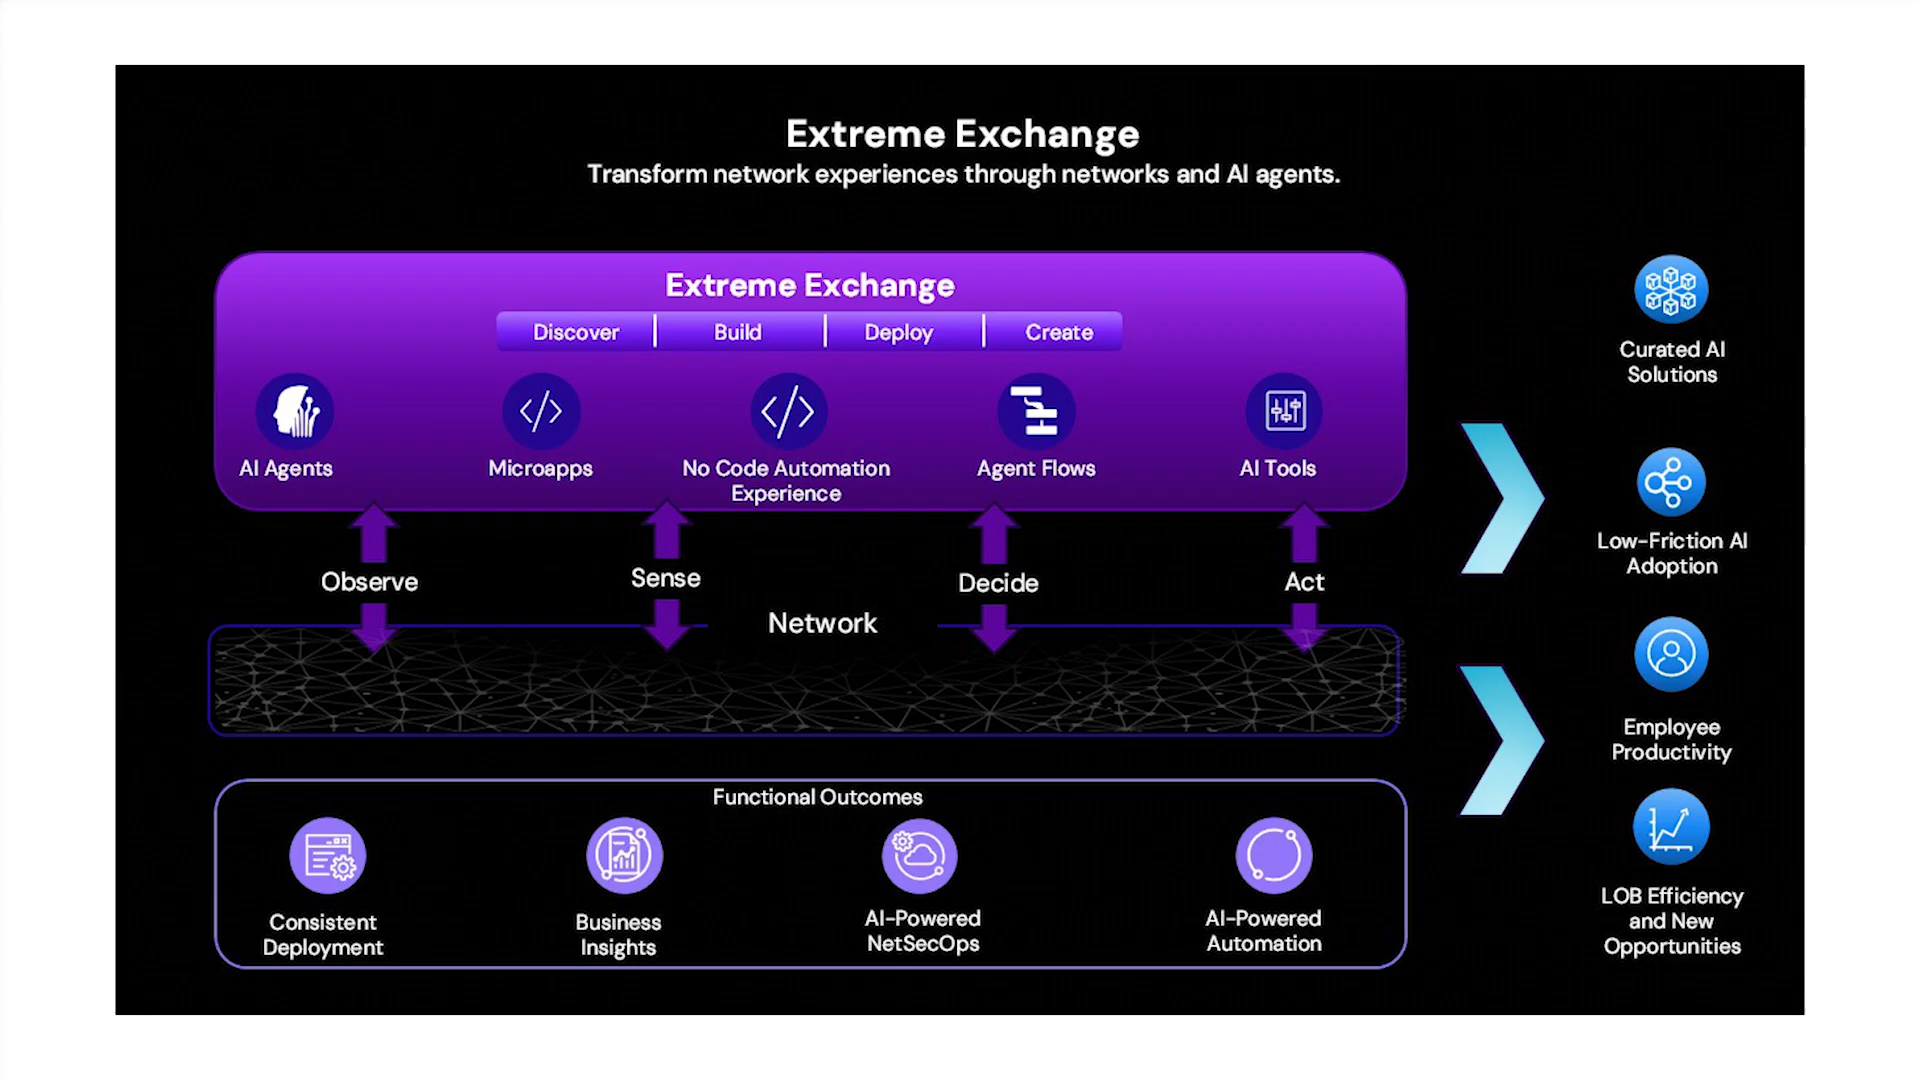 Extreme Exchange
Transform network experiences through networks and AI agents.
Extreme Exchange
Discover
Build
Deploy
Create
AI Agents
Microapps
No Code Automation
Experience
Agent Flows
AI Tools
Observe
Sense
Decide
Act
Network
Functional Outcomes
Consistent
Deployment
Business
Insights
AI-Powered
NetSecOps
AI-Powered
Automation
Curated AI
Solutions
Low-Friction AI
Adoption
Employee
Productivity
LOB Efficiency
and New
Opportunities